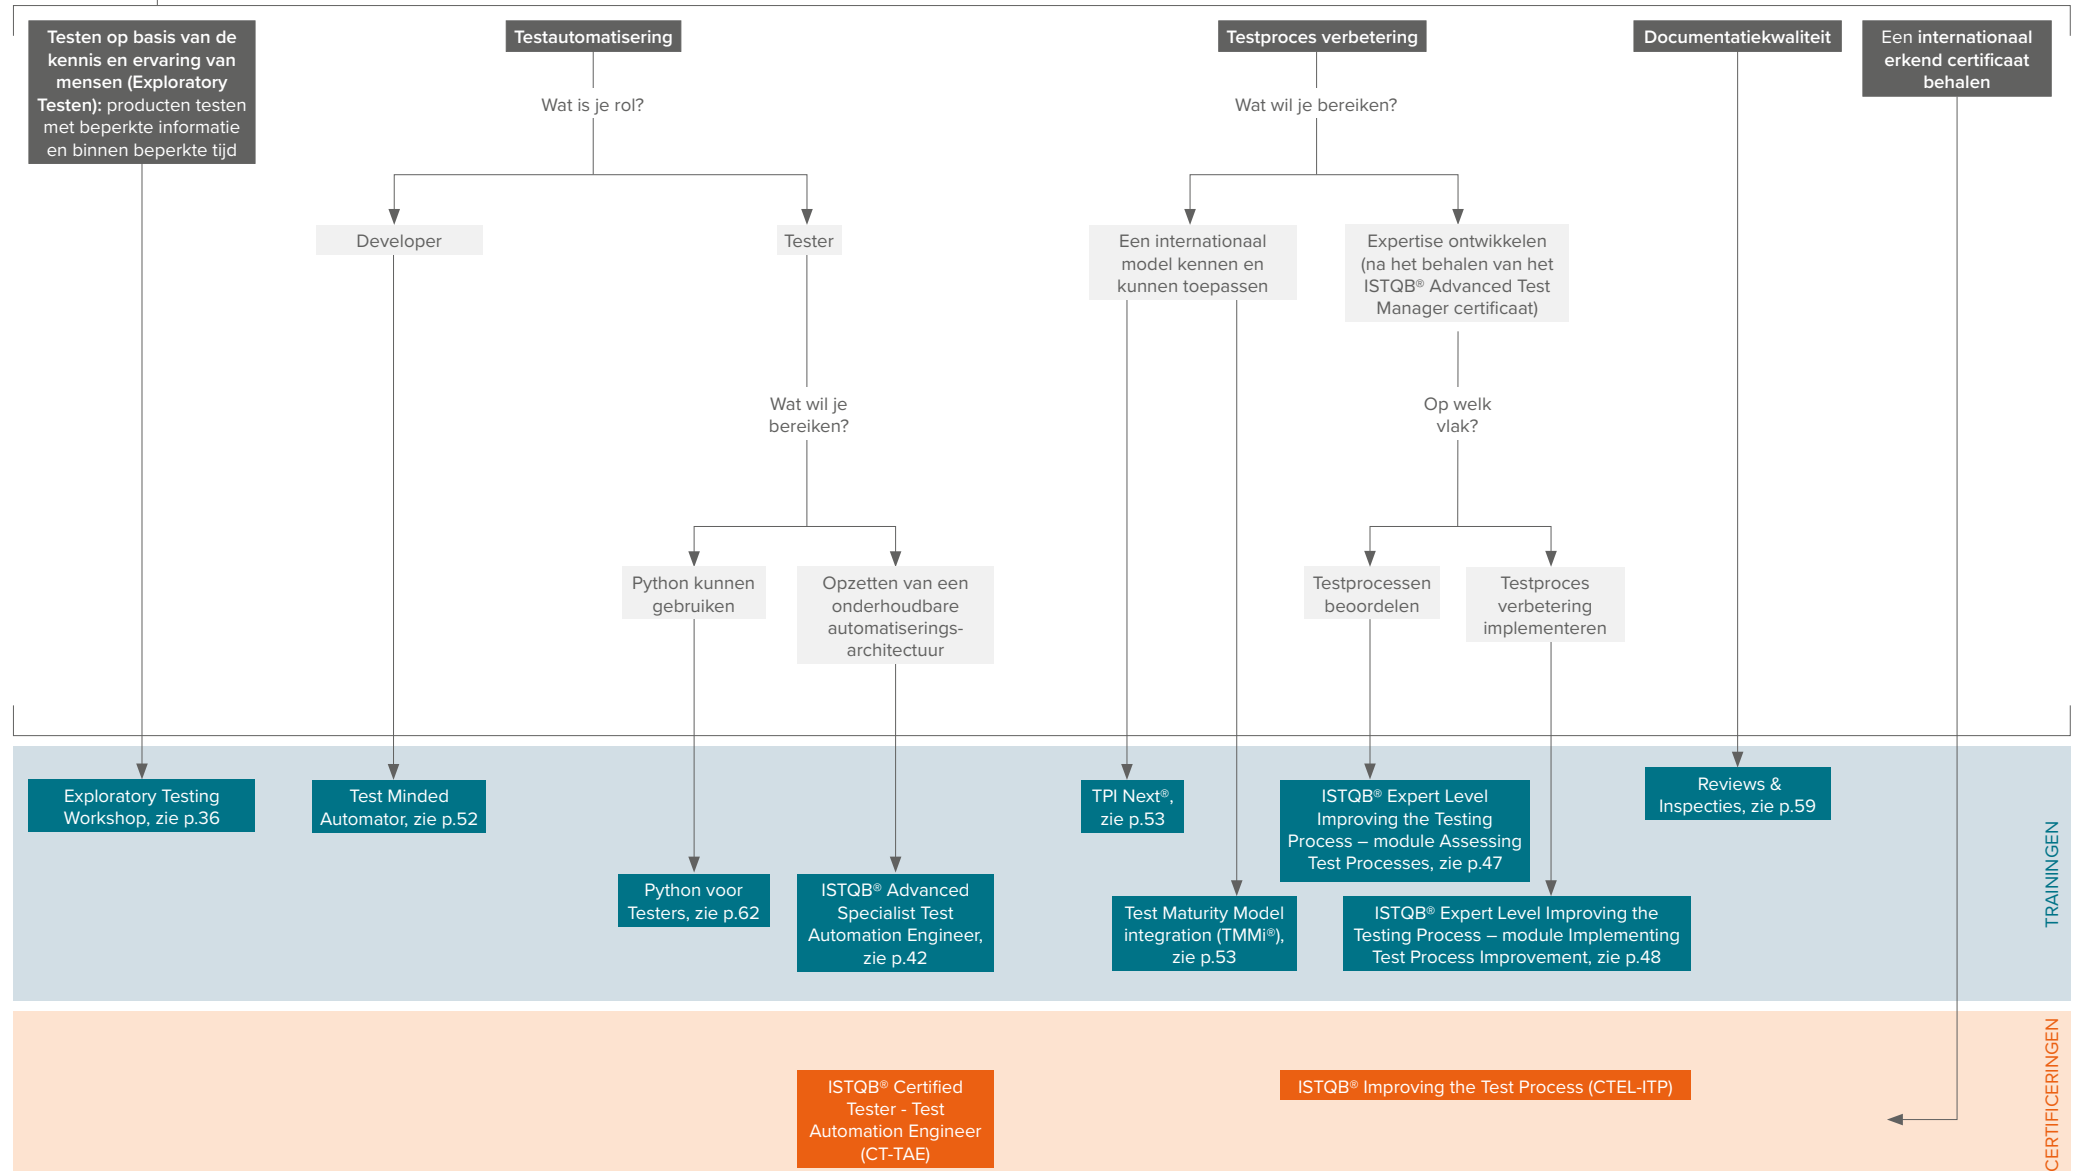 Testen op basis van de
kennis en ervaring van
mensen (Exploratory
Testen): producten testen
met beperkte informatie
en binnen beperkte tijd
Testautomatisering
Testproces verbetering
Documentatiekwaliteit
Een internationaal
erkend certificaat
behalen
Wat is je rol?
Wat wil je bereiken?
Developer
Tester
Een internationaal
model kennen en
kunnen toepassen
Expertise ontwikkelen
(na het behalen van het
ISTQB® Advanced Test
Manager certificaat)
Wat wil je
bereiken?
Op welk
vlak?
Python kunnen
gebruiken
Opzetten van een
onderhoudbare
automatiserings-
architectuur
Testprocessen
beoordelen
Testproces
verbetering
implementeren
Exploratory Testing
Workshop, zie p.36
Test Minded
Automator, zie p.52
Python voor
Testers, zie p.62
ISTQB® Advanced
Specialist Test
Automation Engineer,
zie p.42
TPI Next®,
zie p.53
Test Maturity Model
integration (TMMi®),
zie p.53
ISTQB® Expert Level
Improving the Testing
Process – module Assessing
Test Processes, zie p.47
ISTQB® Expert Level Improving the
Testing Process – module Implementing
Test Process Improvement, zie p.48
Reviews &
Inspecties, zie p.59
TRAININGEN
ISTQB® Certified
Tester - Test
Automation Engineer
(CT-TAE)
ISTQB® Improving the Test Process (CTEL-ITP)
CERTIFICERINGEN